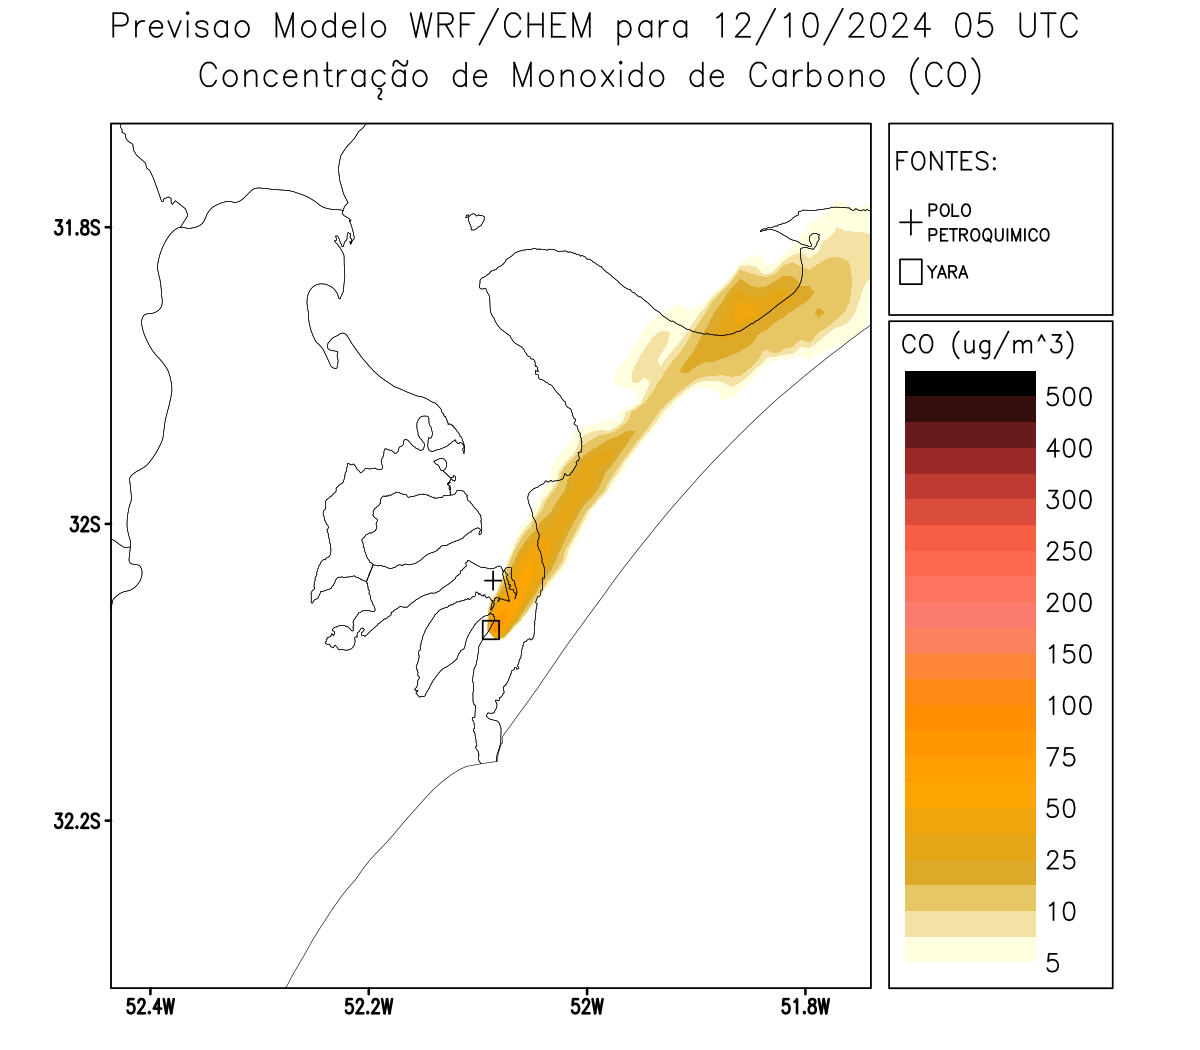 Previsao Modelo WRF/CHEM para 12/10/2024 05 UTC
Concentração de Monoxido de Carbono (CO)
FONTES:
POLO
PETROQUIMICO
YARA
31.8S
32S
32.2S
52.4W
52.2W
52W
51.8W
CO (ug/m^3)
500
400
300
250
200
150
100
75
50
25
10
5